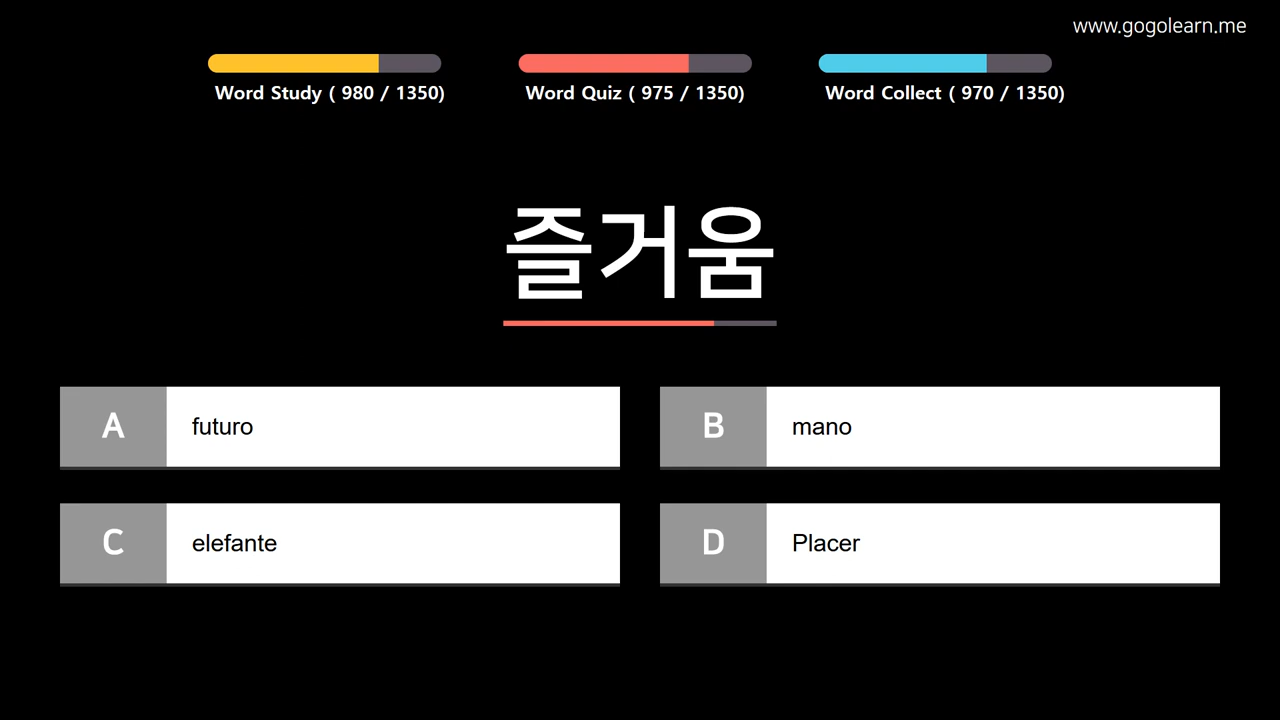 www.gogolearn.me
Word Study ( 980 / 1350)
Word Quiz ( 975 / 1350)
Word Collect ( 970 / 1350)
즐거움
A
futuro
B
mano
C
elefante
D
Placer